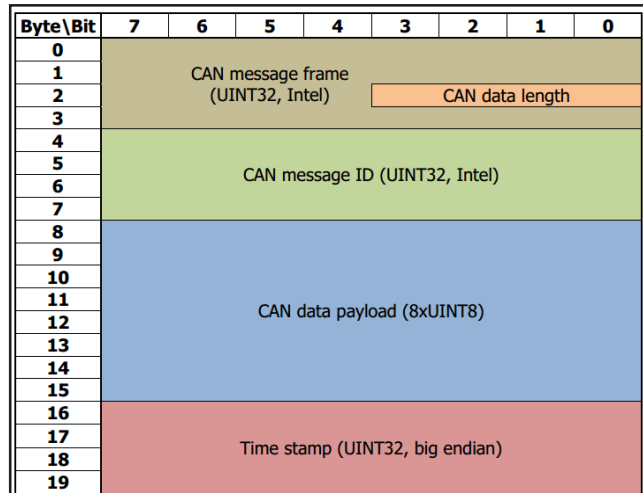 Byte\Bit 7 6 5 4 3 2 1 0
0
1
CAN message frame
2
(UINT32, Intel)
CAN data length
3
4
5
CAN message ID (UINT32, Intel)
6
7
8
9
10
11
CAN data payload (8xUINT8)
12
13
14
15
16
17
Time stamp (UINT32, big endian)
18
19